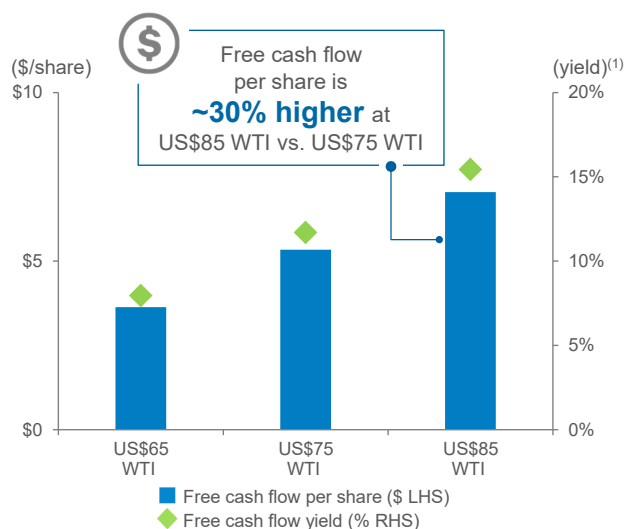 $
Free cash flow
per share is
~30% higher at
US$85 WTI vs. US$75 WTI
($/share)
(yield)(1)
$10
20%
15%
$5
10%
5%
$0
0%
US$65
WTI
US$75
WTI
US$85
WTI
Free cash flow per share ($ LHS)
Free cash flow yield (% RHS)